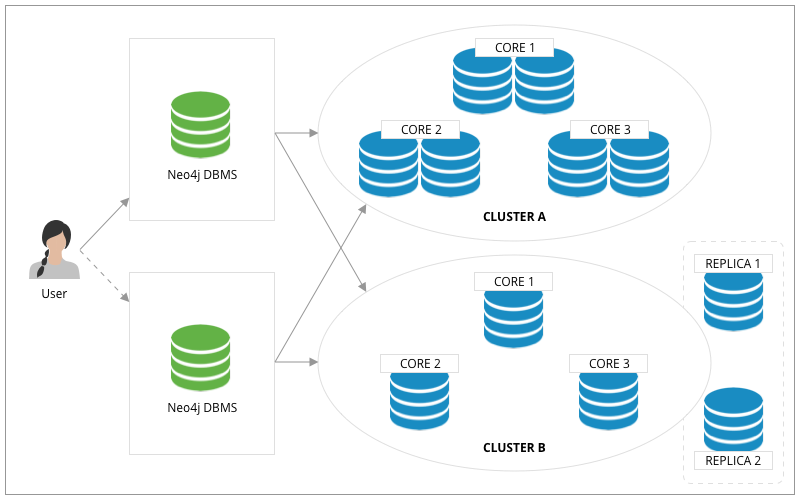 User
Neo4j DBMS
Neo4j DBMS
CORE 1
CORE 2
CORE 3
CLUSTER A
CORE 1
CORE 2
CORE 3
CLUSTER B
REPLICA 1
REPLICA 2